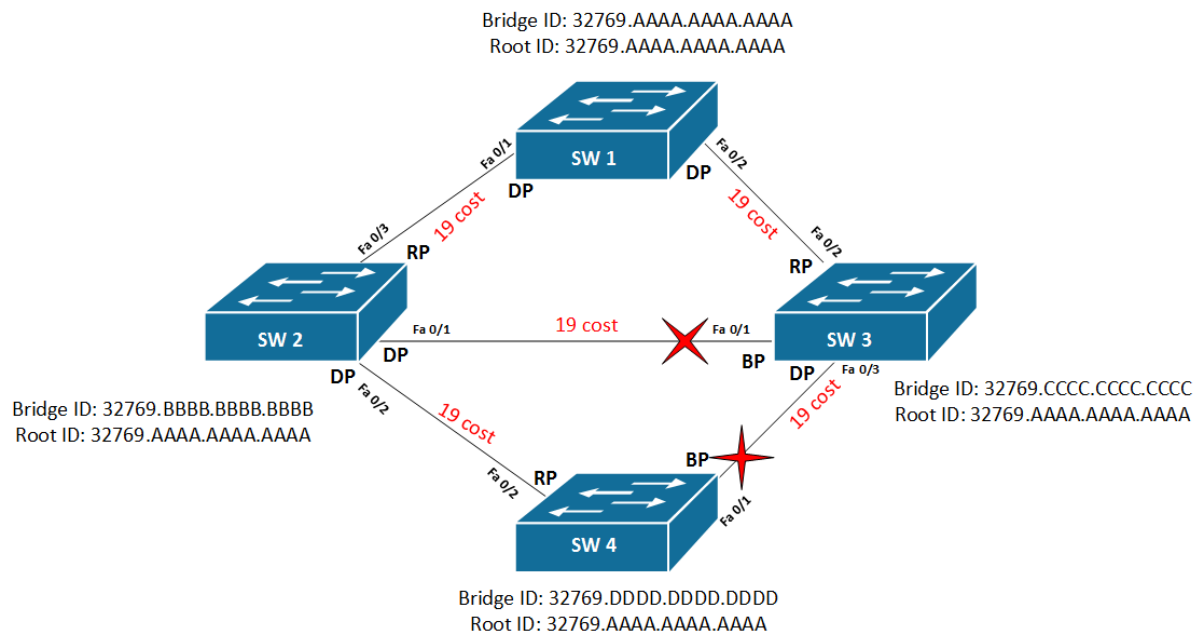 Bridge ID: 32769.AAAA.AAAA.AAAA
Root ID: 32769.AAAA.AAAA.AAAA
Fa 0/1
SW 1
Fa 0/2
DP
DP
19 cost
19 cost
Fa 0/3
RP
Fa 0/2
RP
SW 2
Fa 0/1
19 cost
Fa 0/1
SW 3
DP
BP
DP
Fa 0/3
DP
Fa 0/2
Bridge ID: 32769.BBBB.BBBB.BBBB
Root ID: 32769.AAAA.AAAA.AAAA
Bridge ID: 32769.CCCC.CCCC.CCCC
Root ID: 32769.AAAA.AAAA.AAAA
19 cost
19 cost
RP
BP
Fa 0/2
Fa 0/1
SW 4
Bridge ID: 32769.DDDD.DDDD.DDDD
Root ID: 32769.AAAA.AAAA.AAAA